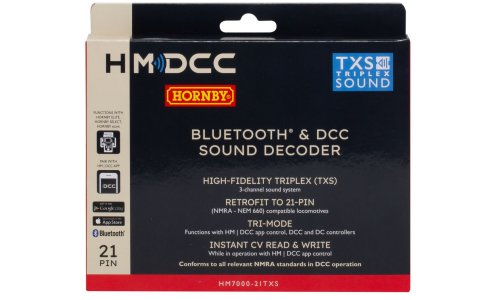 HM DCC
HORNBY
TXS
TRIPLEX
SOUND
FUNCTIONS WITH
HORNBY ELITE,
HORNBY SELECT,
HORNBY eLink
PAIR WITH
HM | DCC APP
DCC
Google play
App Store
Bluetooth®
21
PIN
BLUETOOTH® & DCC
SOUND DECODER
HIGH-FIDELITY TRIPLEX (TXS)
3-channel sound system
RETROFIT TO 21-PIN
(NMRA - NEM 660) compatible locomotives
TRI-MODE
Functions with HM | DCC app control, DCC and DC controllers
INSTANT CV READ & WRITE
While in operation with HM | DCC app control
Conforms to all relevant NMRA standards in DCC operation
HM7000-21TXS